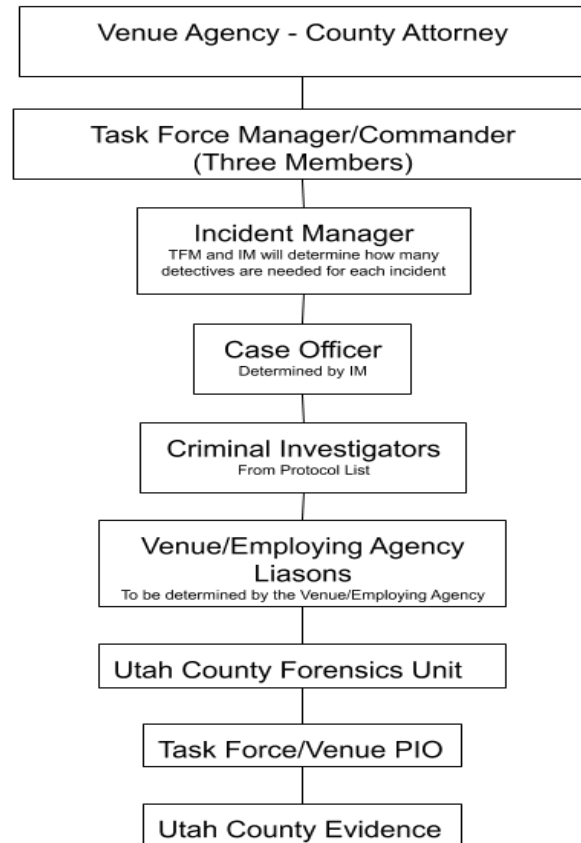 Venue Agency - County Attorney
Task Force Manager/Commander
(Three Members)
Incident Manager
TFM and IM will determine how many
detectives are needed for each incident
Case Officer
Determined by IM
Criminal Investigators
From Protocol List
Venue/Employing Agency
Liasons
To be determined by the Venue/Employing Agency
Utah County Forensics Unit
Task Force/Venue PIO
Utah County Evidence